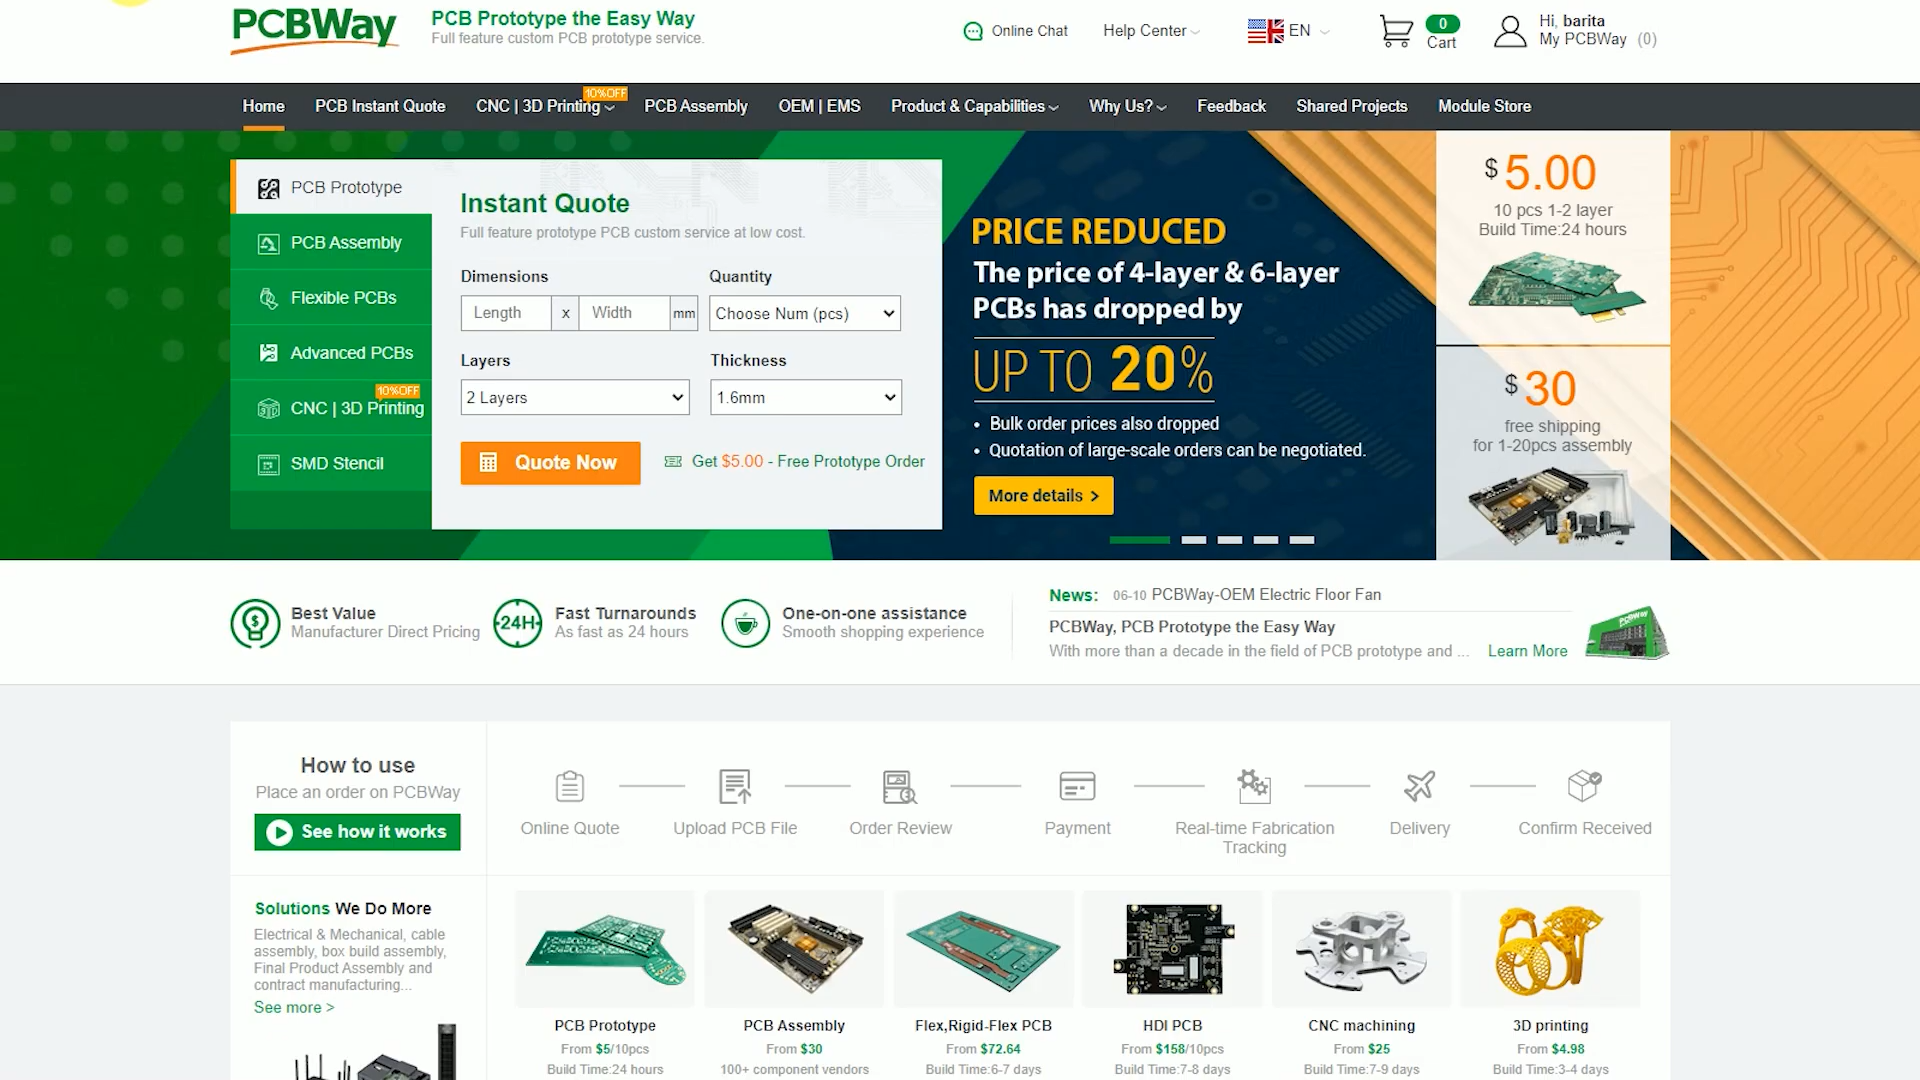 PCBWay
PCB Prototype the Easy Way
Full feature custom PCB prototype service.
Online Chat
Help Center
EN
0
Cart
Hi, barita
My PCBWay (0)
Home
PCB Instant Quote
CNC | 3D Printing
10%OFF
PCB Assembly
OEM | EMS
Product & Capabilities
Why Us?
Feedback
Shared Projects
Module Store
PCB Prototype
PCB Assembly
Flexible PCBs
Advanced PCBs
10%OFF
CNC | 3D Printing
SMD Stencil
Instant Quote
Full feature prototype PCB custom service at low cost.
Dimensions
Quantity
Length x Width mm
Choose Num (pcs)
Layers
Thickness
2 Layers
1.6mm
Quote Now
Get $5.00 - Free Prototype Order
PRICE REDUCED
The price of 4-layer & 6-layer
PCBs has dropped by
UP TO 20%
• Bulk order prices also dropped
• Quotation of large-scale orders can be negotiated.
More details >
$ 5.00
10 pcs 1-2 layer
Build Time:24 hours
$ 30
free shipping
for 1-20pcs assembly
Best Value
Manufacturer Direct Pricing
24H
Fast Turnarounds
As fast as 24 hours
One-on-one assistance
Smooth shopping experience
News: 06-10 PCBWay-OEM Electric Floor Fan
PCBWay, PCB Prototype the Easy Way
With more than a decade in the field of PCB prototype and ... Learn More
PCBWay
How to use
Place an order on PCBWay
See how it works
Online Quote
Upload PCB File
Order Review
Payment
Real-time Fabrication
Tracking
Delivery
Confirm Received
Solutions We Do More
Electrical & Mechanical, cable
assembly, box build assembly,
Final Product Assembly and
contract manufacturing...
See more >
PCB Prototype
From $5/10pcs
Build Time:24 hours
PCB Assembly
From $30
100+ component vendors
Flex,Rigid-Flex PCB
From $72.64
Build Time:6-7 days
HDI PCB
From $158/10pcs
Build Time:7-8 days
CNC machining
From $25
Build Time:7-9 days
3D printing
From $4.98
Build Time:3-4 days